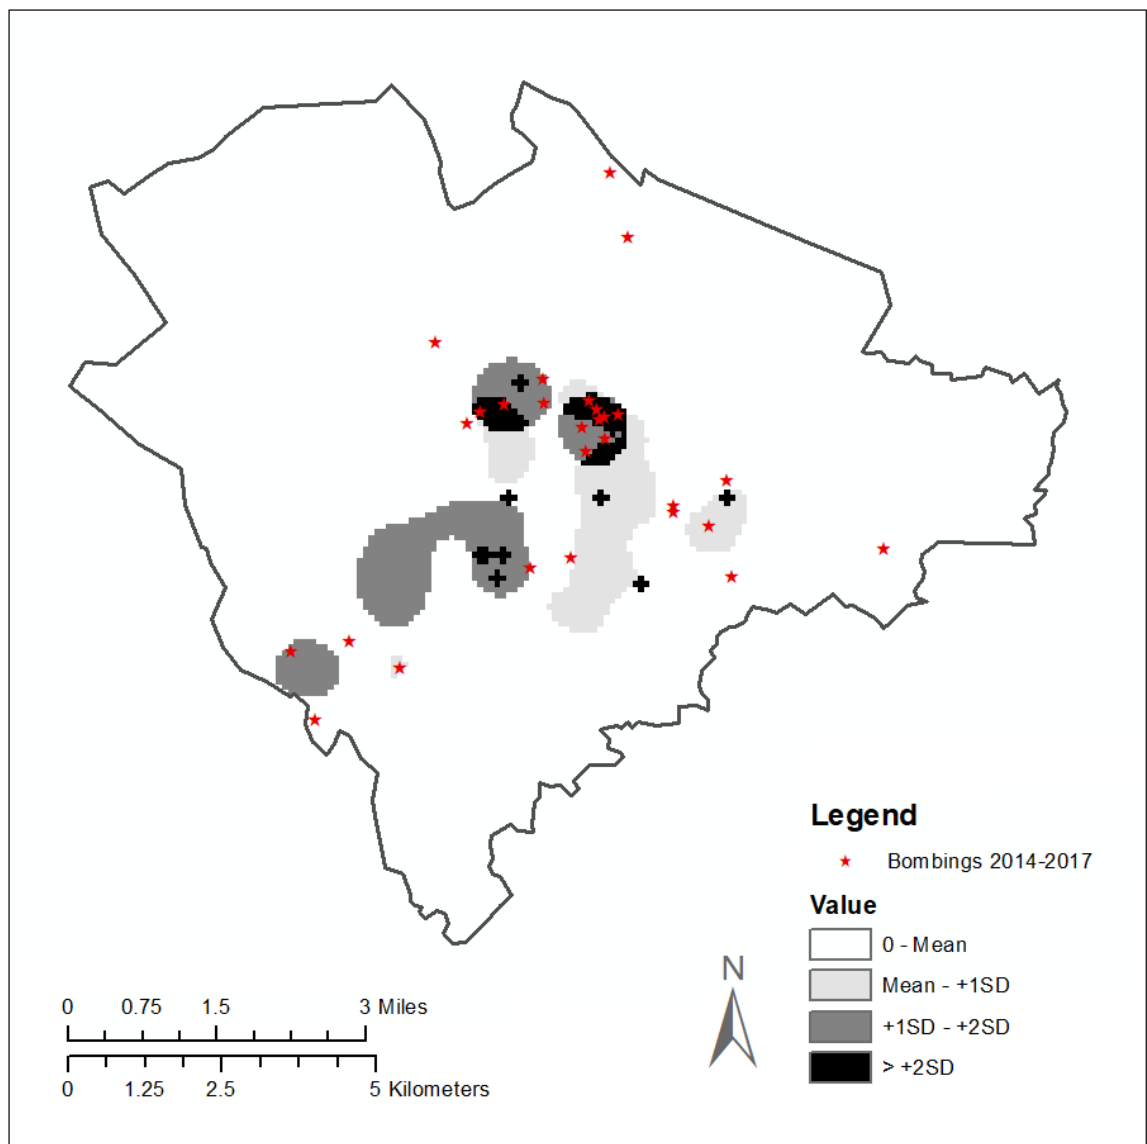 Legend
Bombings 2014-2017
Value
0 - Mean
Mean - +1SD
+1SD - +2SD
> +2SD
N
0 0.75 1.5 3 Miles
0 1.25 2.5 5 Kilometers